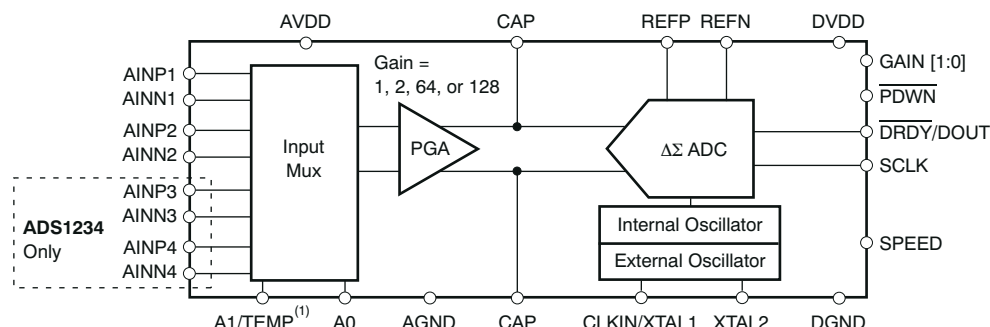 AVDD CAP REFP REFN DVDD
Gain =
1, 2, 64, or 128
AINP1
AINN1
AINP2
AINN2
AINP3
AINN3
AINP4
AINN4
ADS1234
Only
Input
Mux
PGA
ΔΣ ADC
Internal Oscillator
External Oscillator
GAIN [1:0]
PDWN
DRDY/DOUT
SCLK
SPEED
A1/TEMP(1) A0 AGND CAP CLKIN/XTAL1 XTAL2 DGND